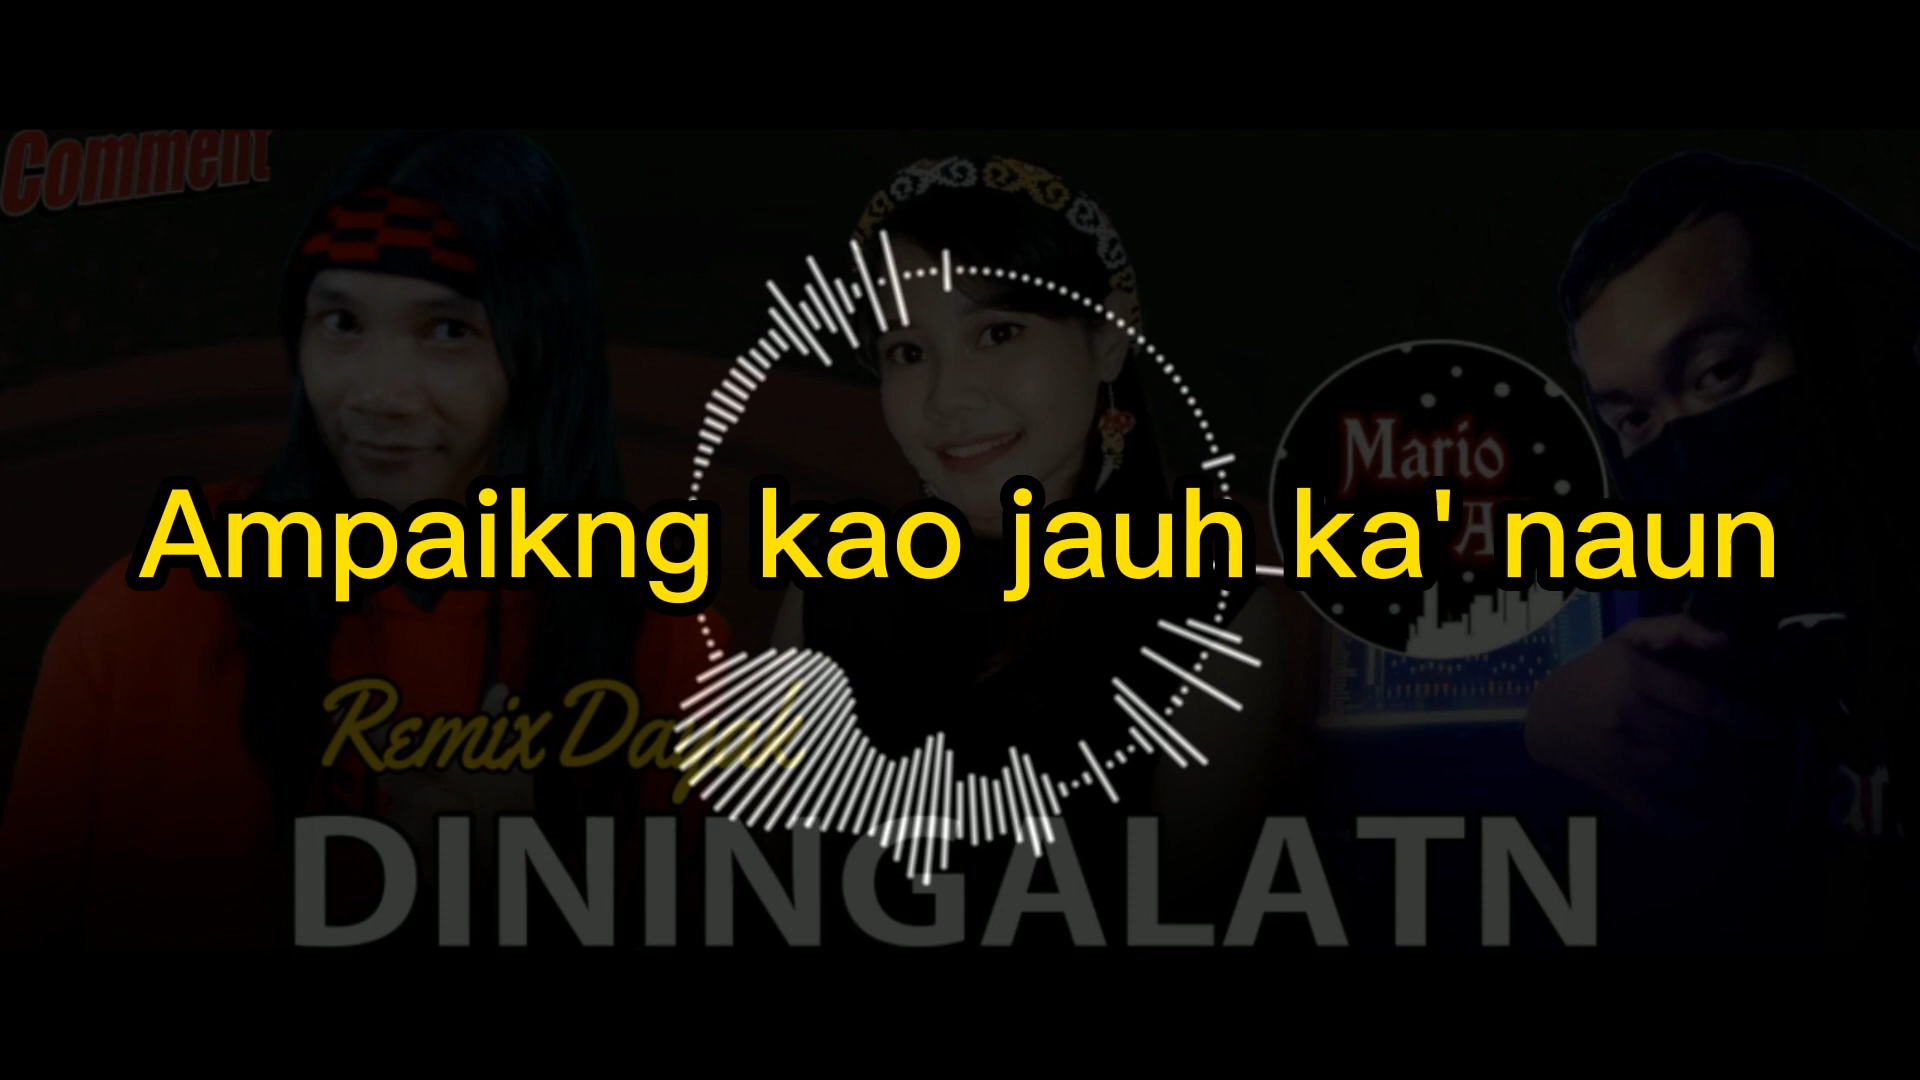 Comment
Mario
A
Ampaikng kao jauh ka' naun
Remix Dayak
DININGALATN